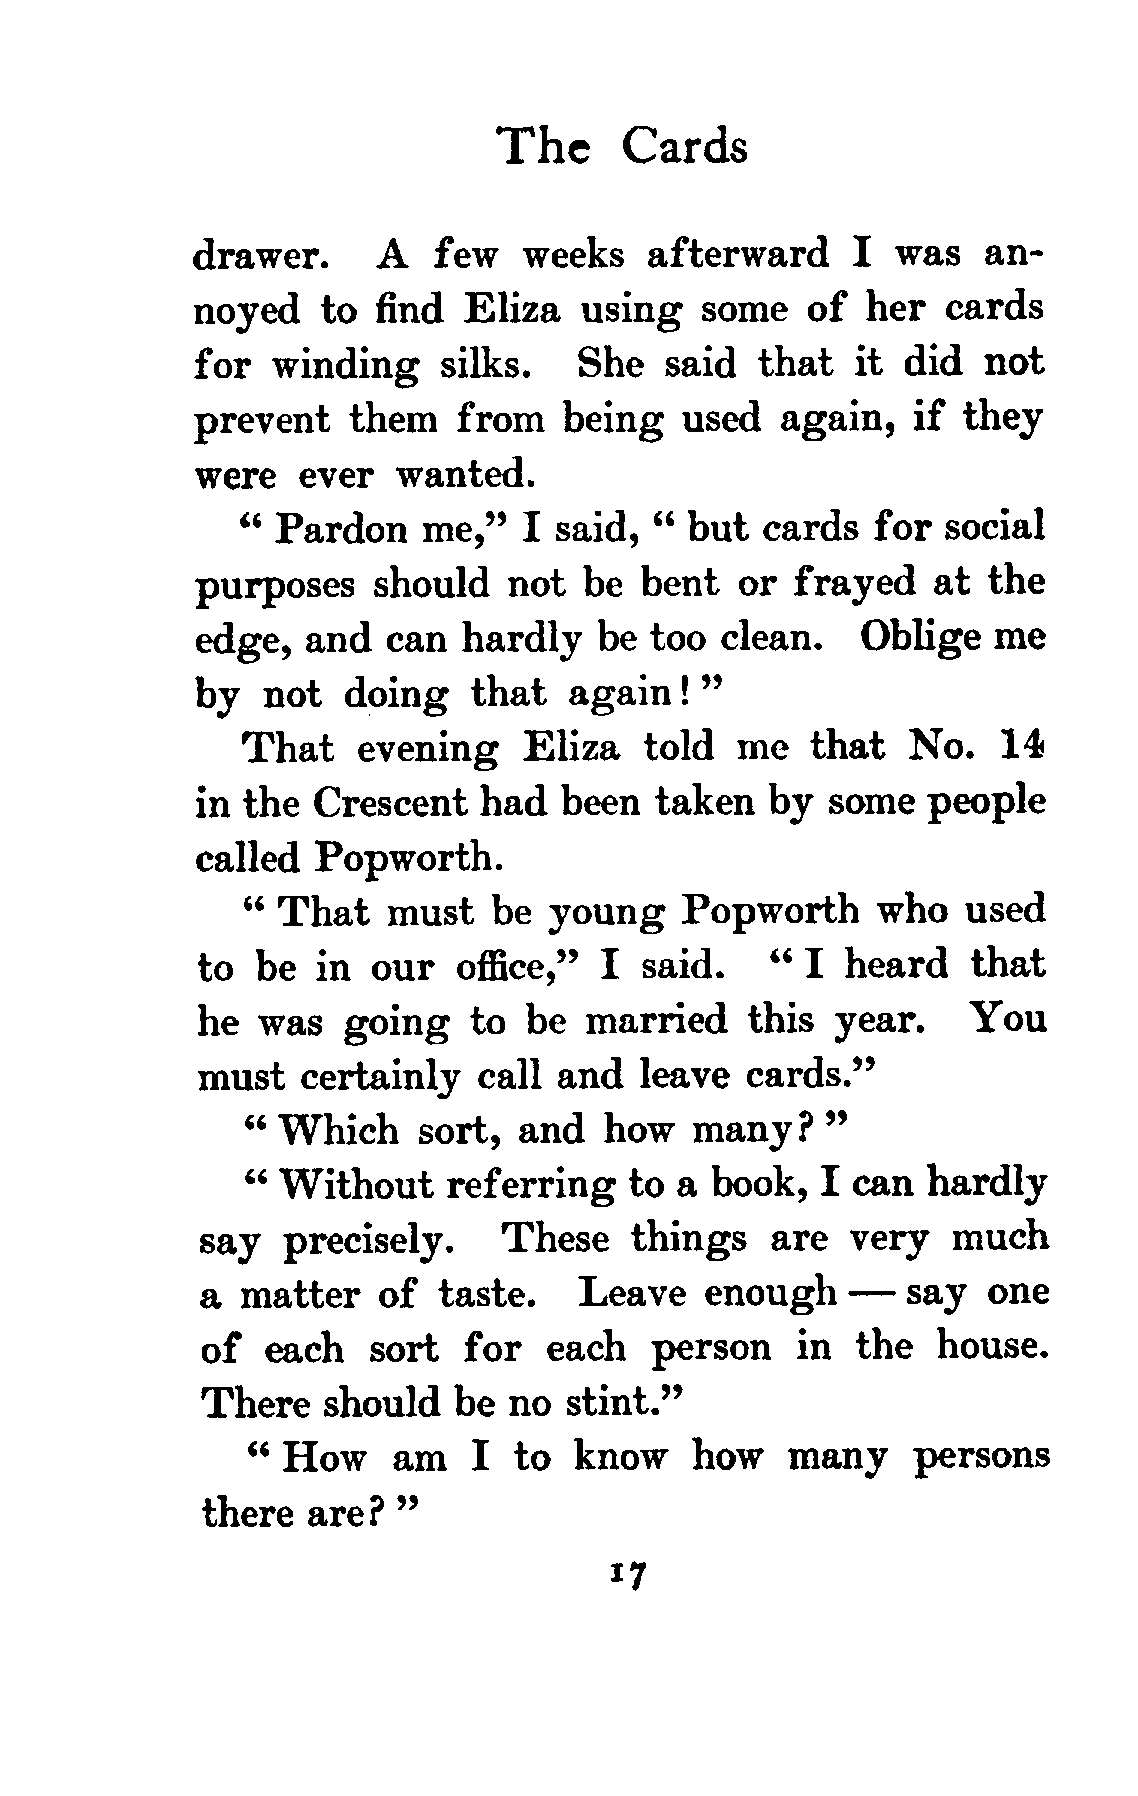 The Cards
drawer. A few weeks afterward I was an-
noyed to find Eliza using some of her cards
for winding silks. She said that it did not
prevent them from being used again, if they
were ever wanted.
“ Pardon me,” I said, “ but cards for social
purposes should not be bent or frayed at the
edge, and can hardly be too clean. Oblige me
by not doing that again! ”
That evening Eliza told me that No. 14
in the Crescent had been taken by some people
called Popworth.
“ That must be young Popworth who used
to be in our office,” I said. “ I heard that
he was going to be married this year. You
must certainly call and leave cards.”
“ Which sort, and how many? ”
“ Without referring to a book, I can hardly
say precisely. These things are very much
a matter of taste. Leave enough — say one
of each sort for each person in the house.
There should be no stint.”
“ How am I to know how many persons
there are? ”
17